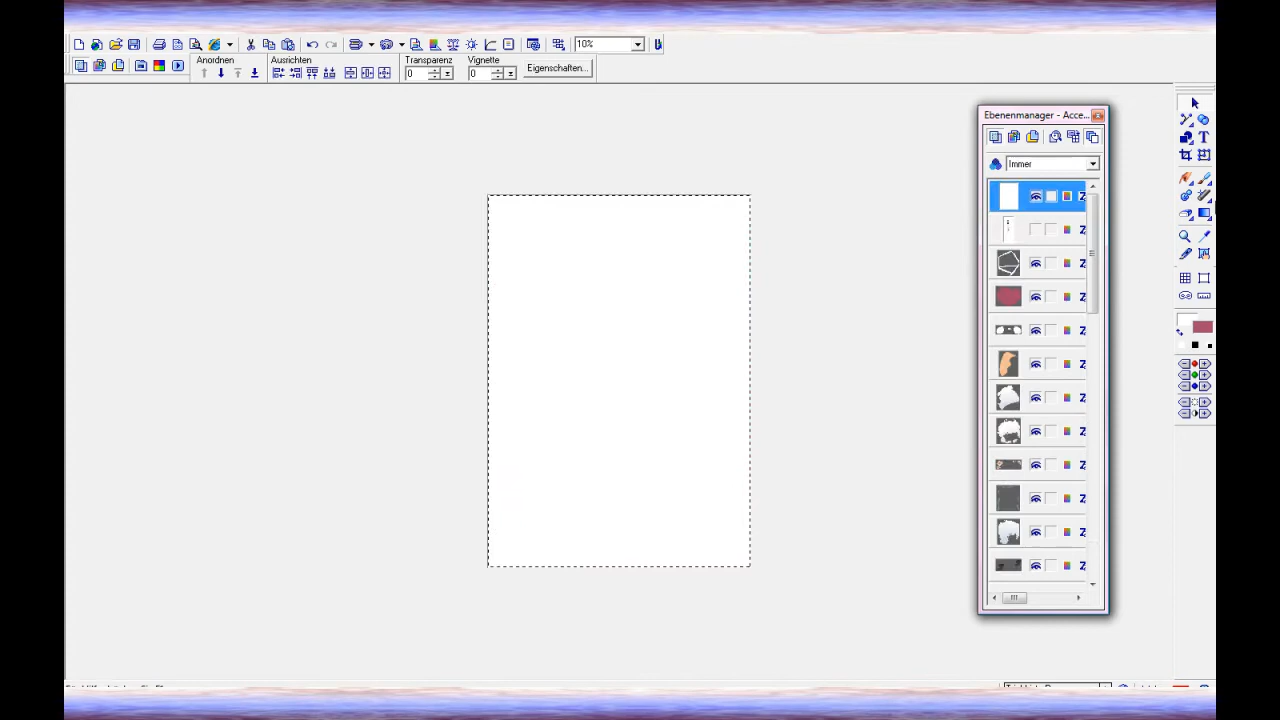 10%
Anordnen
Ausrichten
Transparenz
0
Vignette
0
Eigenschaften...
Ebenenmanager - Acce...
Immer